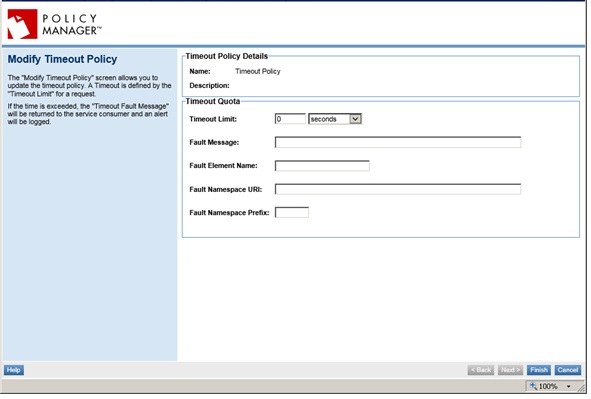 POLICY
MANAGER™
Modify Timeout Policy
The "Modify Timeout Policy" screen allows you to
update the timeout policy. A Timeout is defined by the
"Timeout Limit" for a request.
If the time is exceeded, the "Timeout Fault Message"
will be returned to the service consumer and an alert
will be logged.
Timeout Policy Details
Name: Timeout Policy
Description:
Timeout Quota
Timeout Limit: 0 seconds
Fault Message:
Fault Element Name:
Fault Namespace URI:
Fault Namespace Prefix:
Help < Back Next > Finish Cancel
100%